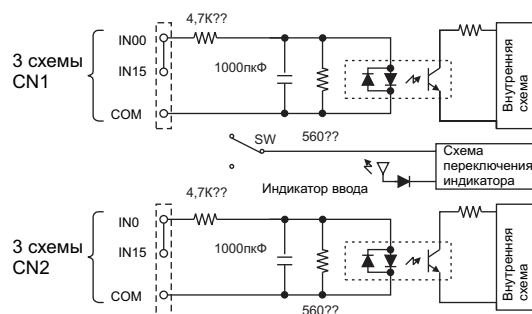 4,7К??
IN00
3 схемы
CN1
IN15
1000пкФ
COM
560??
Внутренняя
схема
SW
Схема
переключения
индикатора
Индикатор ввода
4,7К??
IN0
3 схемы
CN2
IN15
1000пкФ
COM
560??
Внутренняя
схема